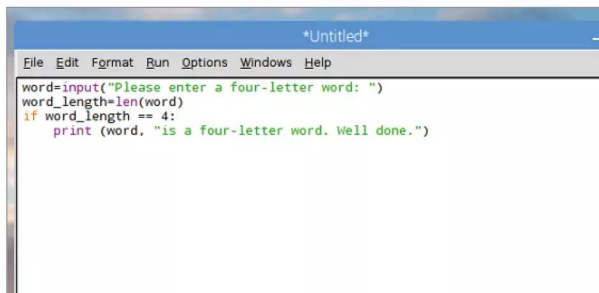 *Untitled*
File Edit Format Run Options Windows Help
word=input("Please enter a four-letter word: ")
word_length=len(word)
if word_length == 4:
    print (word, "is a four-letter word. Well done.")